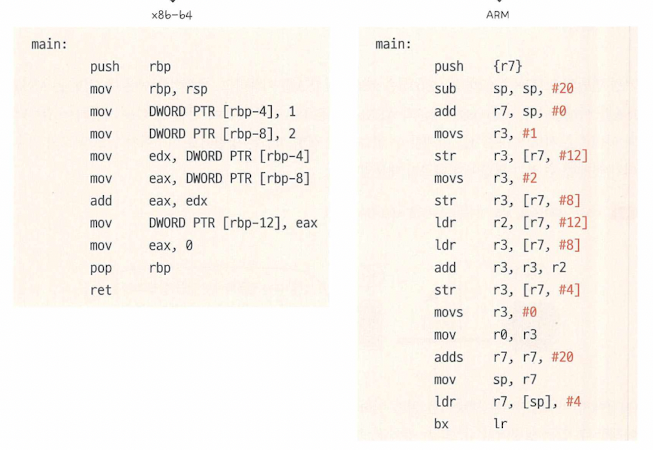 x86-64
main:
push rbp
mov rbp, rsp
mov DWORD PTR [rbp-4], 1
mov DWORD PTR [rbp-8], 2
mov edx, DWORD PTR [rbp-4]
mov eax, DWORD PTR [rbp-8]
add eax, edx
mov DWORD PTR [rbp-12], eax
mov eax, 0
pop rbp
ret
ARM
main:
push {r7}
sub sp, sp, #20
add r7, sp, #0
movs r3, #1
str r3, [r7, #12]
movs r3, #2
str r3, [r7, #8]
ldr r2, [r7, #12]
ldr r3, [r7, #8]
add r3, r3, r2
str r3, [r7, #4]
movs r3, #0
mov r0, r3
adds r7, r7, #20
mov sp, r7
ldr r7, [sp], #4
bx lr